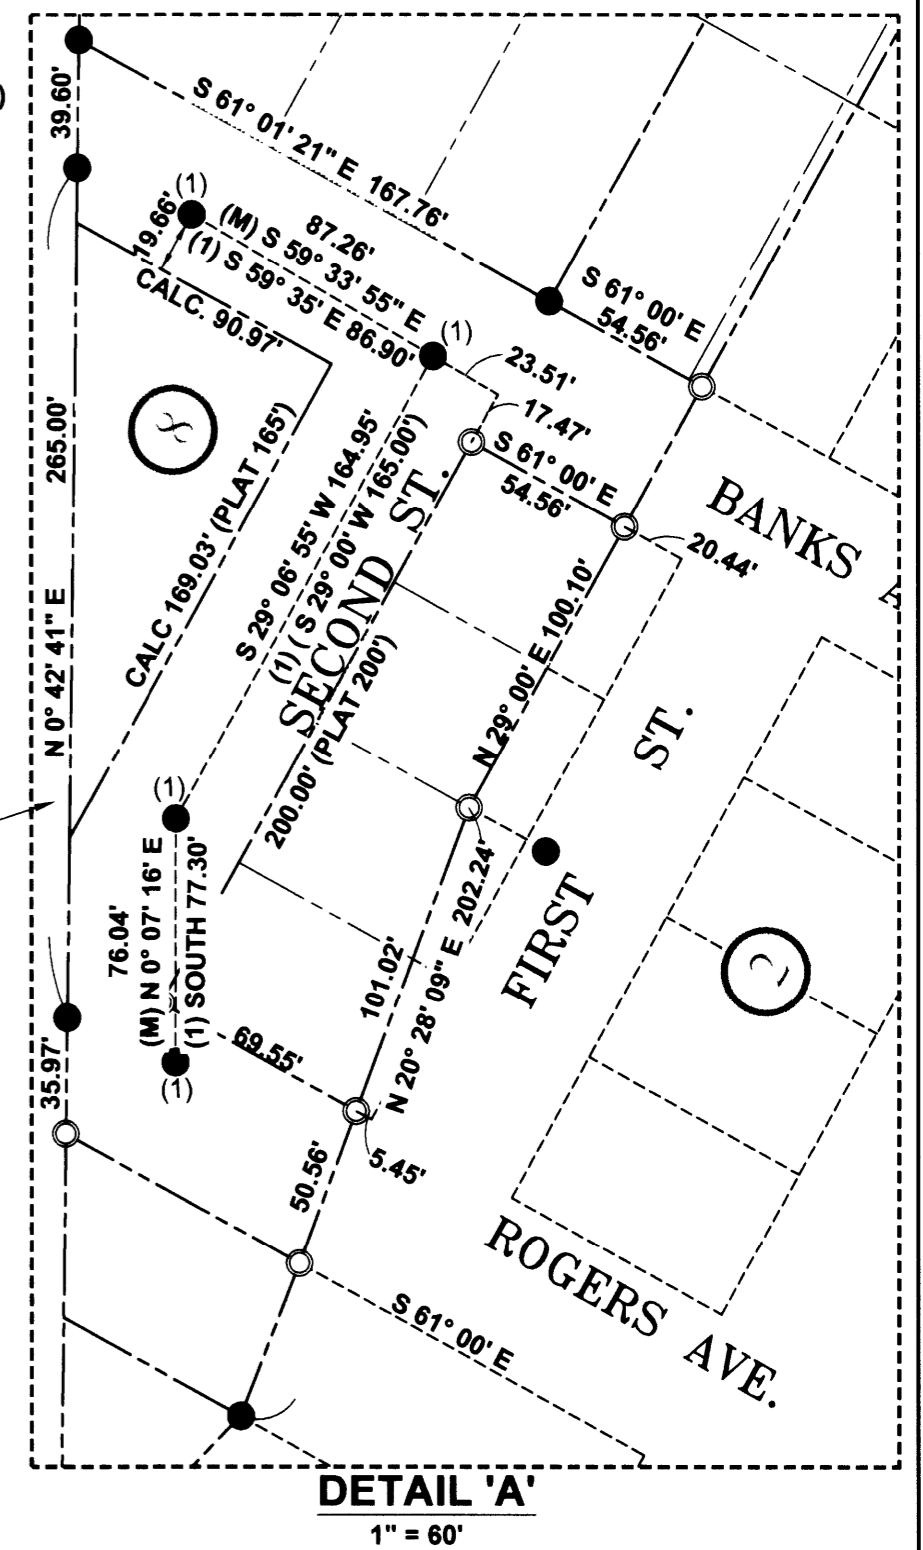 )
39.60'
S 61° 01' 21" E 167.76'
(1)
19.66'
87.26'
(M) S 59° 33' 55" E
(1) S 59° 35' E 86.90'
(1)
CALC. 90.97'
S 61° 00' E
54.56'
23.51'
17.47'
S 61° 00' E
54.56'
20.44'
BANKS A
265.00'
N 0° 42' 41" E
CALC 169.03' (PLAT 165')
S 29° 06' 55' W 164.95'
(1) ( S 29° 00' W 165.00')
SECOND ST.
200.00' (PLAT 200')
N 29° 00' E 100.10'
FIRST ST.
(1)
76.04'
(M) N 0° 07' 16' E
(1) SOUTH 77.30'
(1)
101.02'
N 20° 28' 09" E 202.24'
69.55'
35.97'
5.45'
50.56'
ROGERS AVE.
S 61° 00' E
DETAIL 'A'
1" = 60'